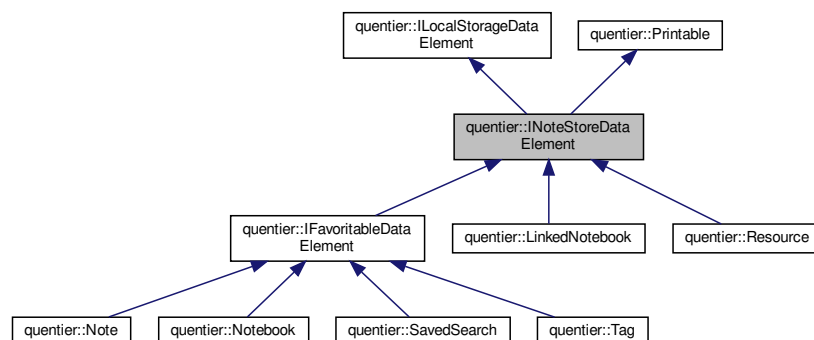 quentier::ILocalStorageData
Element
quentier::Printable
quentier::INoteStoreData
Element
quentier::IFavoritableData
Element
quentier::LinkedNotebook
quentier::Resource
quentier::Note
quentier::Notebook
quentier::SavedSearch
quentier::Tag